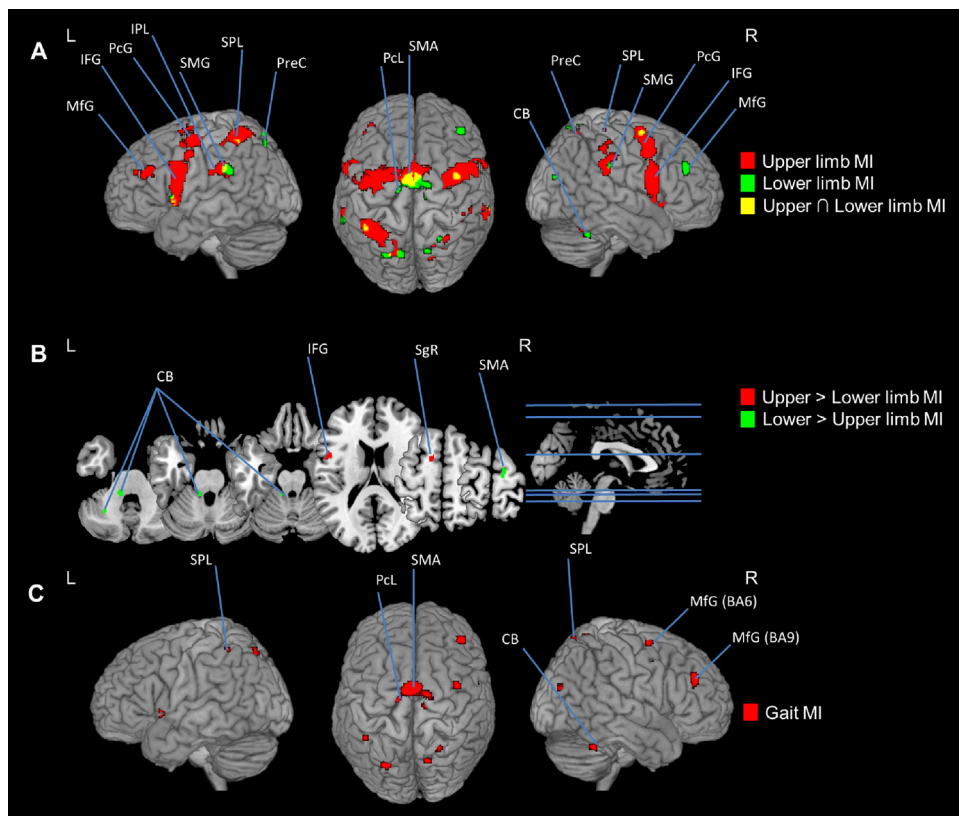 L
R
A
IPL
PcG
IFG
MfG
SMG
SPL
PreC
SMA
PcL
PreC
SPL
SMG
PcG
IFG
MfG
CB
Upper limb MI
Lower limb MI
Upper ∩ Lower limb MI
B
L
R
CB
IFG
SgR
SMA
Upper > Lower limb MI
Lower > Upper limb MI
C
L
R
SPL
SMA
PcL
SPL
CB
MfG (BA6)
MfG (BA9)
Gait MI